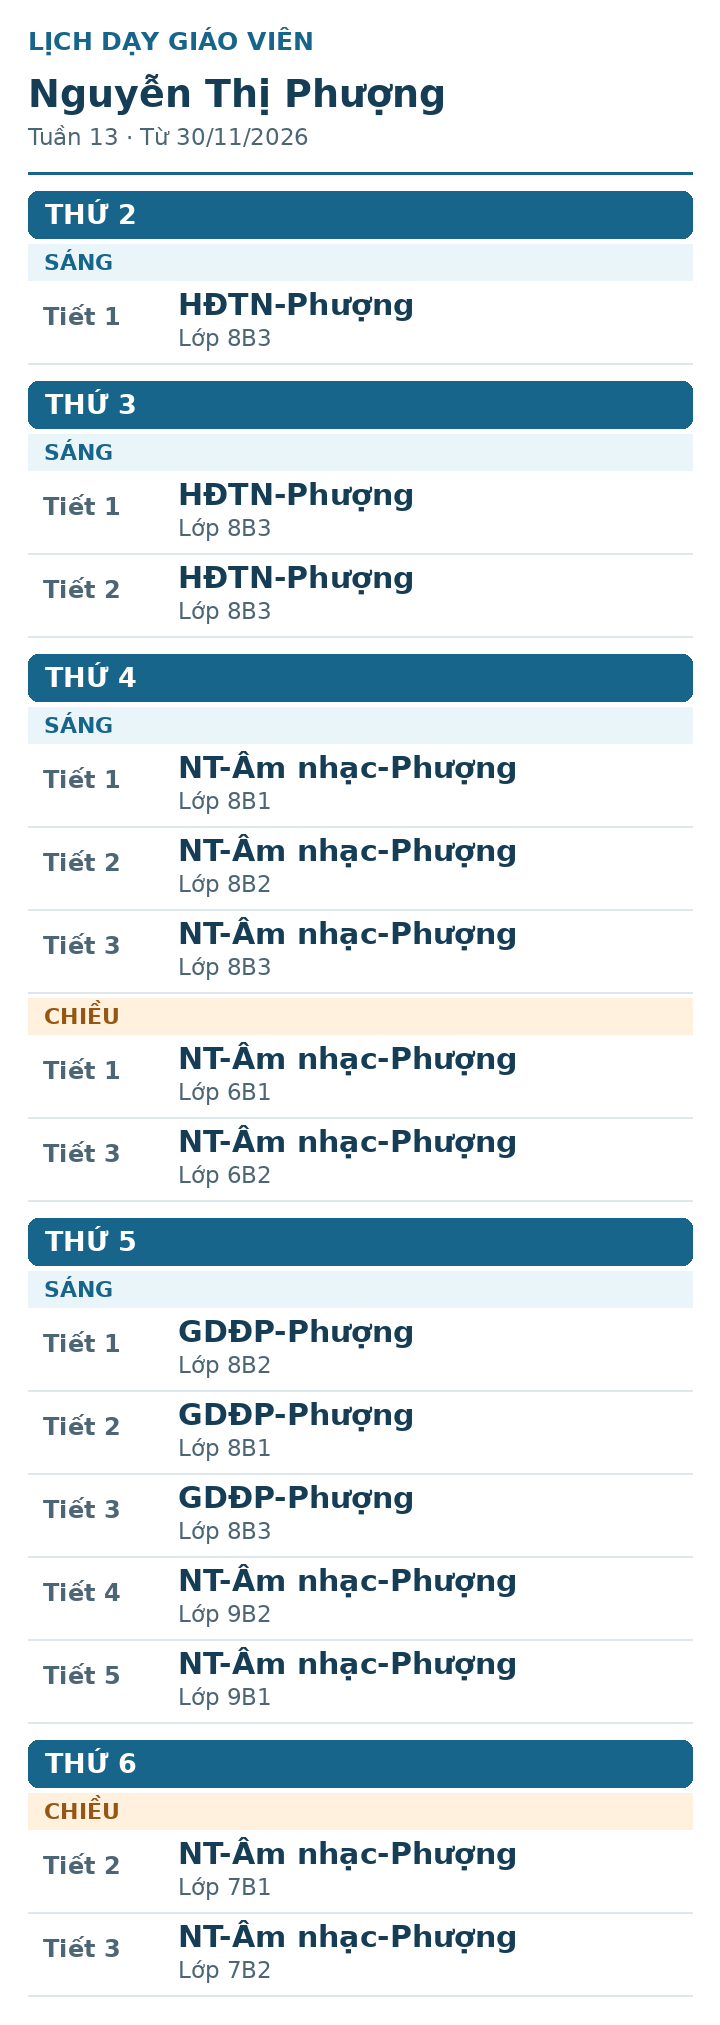 LỊCH DẠY GIÁO VIÊN
Nguyễn Thị Phượng
Tuần 13 · Từ 30/11/2026
THỨ 2
SÁNG
Tiết 1
HĐTN-Phượng
Lớp 8B3
THỨ 3
SÁNG
Tiết 1
HĐTN-Phượng
Lớp 8B3
Tiết 2
HĐTN-Phượng
Lớp 8B3
THỨ 4
SÁNG
Tiết 1
NT-Âm nhạc-Phượng
Lớp 8B1
Tiết 2
NT-Âm nhạc-Phượng
Lớp 8B2
Tiết 3
NT-Âm nhạc-Phượng
Lớp 8B3
CHIỀU
Tiết 1
NT-Âm nhạc-Phượng
Lớp 6B1
Tiết 3
NT-Âm nhạc-Phượng
Lớp 6B2
THỨ 5
SÁNG
Tiết 1
GDĐP-Phượng
Lớp 8B2
Tiết 2
GDĐP-Phượng
Lớp 8B1
Tiết 3
GDĐP-Phượng
Lớp 8B3
Tiết 4
NT-Âm nhạc-Phượng
Lớp 9B2
Tiết 5
NT-Âm nhạc-Phượng
Lớp 9B1
THỨ 6
CHIỀU
Tiết 2
NT-Âm nhạc-Phượng
Lớp 7B1
Tiết 3
NT-Âm nhạc-Phượng
Lớp 7B2